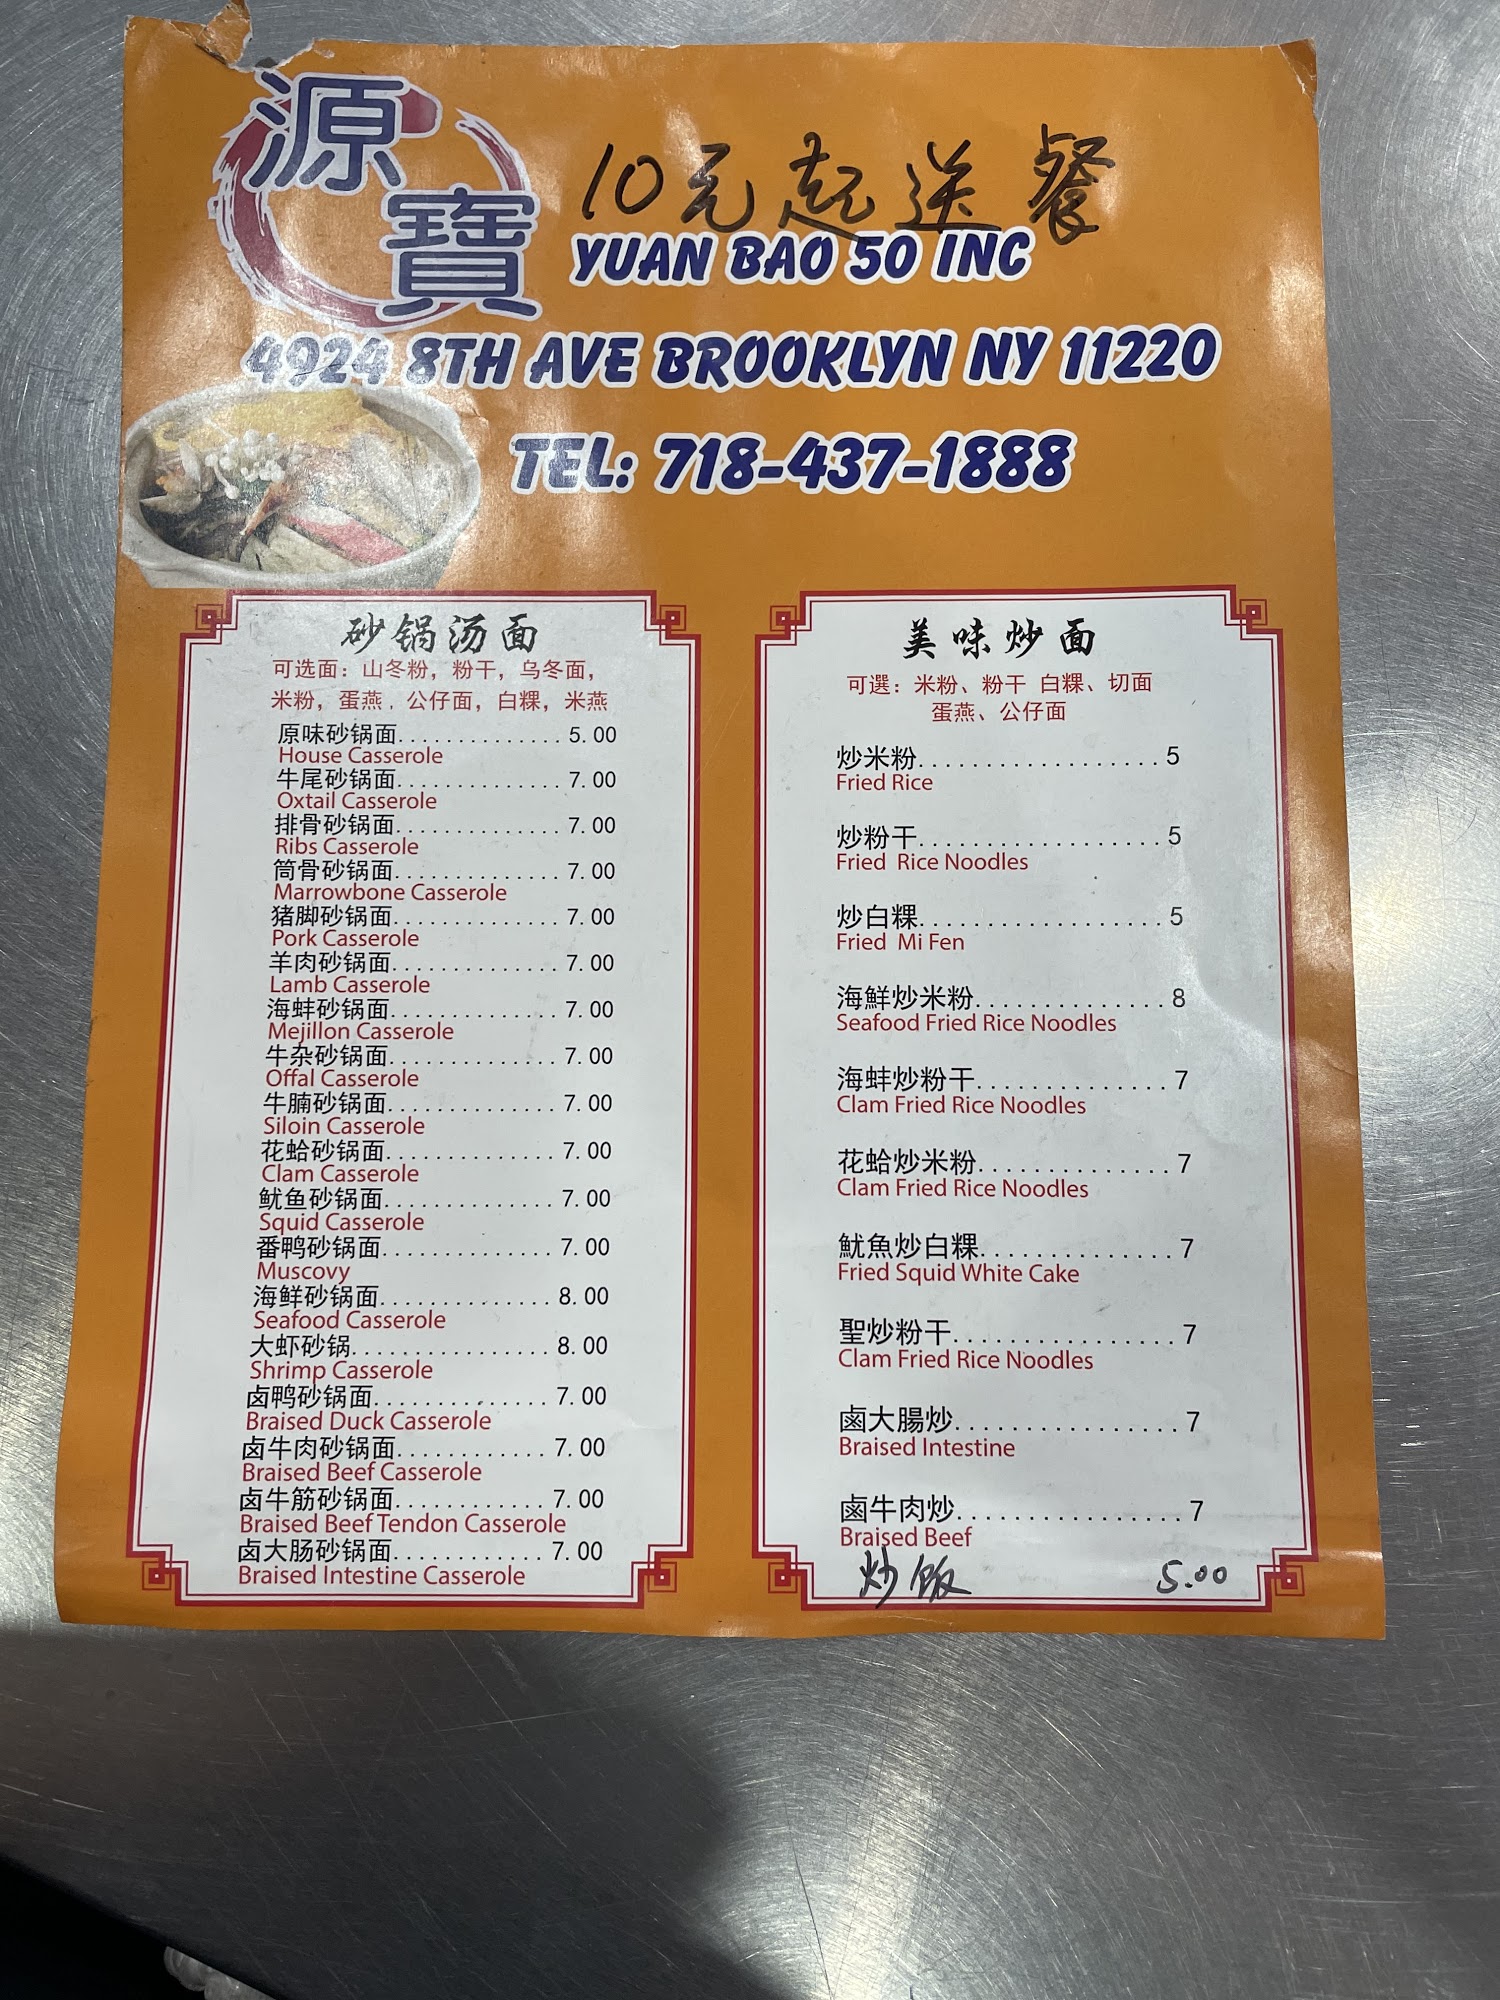 源寶
10元起送餐
YUAN BAO 50 INC
4924 8TH AVE BROOKLYN NY 11220
TEL: 718-437-1888
砂锅汤面
可选面：山冬粉，粉干，乌冬面，
米粉，蛋燕．公仔面，白粿，米燕
原味砂锅面.............. 5.00
House Casserole
牛尾砂锅面.............. 7.00
Oxtail Casserole
排骨砂锅面.............. 7.00
Ribs Casserole
筒骨砂锅面.............. 7.00
Marrowbone Casserole
猪脚砂锅面.............. 7.00
Pork Casserole
羊肉砂锅面.............. 7.00
Lamb Casserole
海蚌砂锅面.............. 7.00
Mejillon Casserole
牛杂砂锅面.............. 7.00
Offal Casserole
牛腩砂锅面.............. 7.00
Siloin Casserole
花蛤砂锅面.............. 7.00
Clam Casserole
鱿鱼砂锅面.............. 7.00
Squid Casserole
番鸭砂锅面.............. 7.00
Muscovy
海鲜砂锅面.............. 8.00
Seafood Casserole
大虾砂锅................. 8.00
Shrimp Casserole
卤鸭砂锅面.............. 7.00
Braised Duck Casserole
卤牛肉砂锅面............ 7.00
Braised Beef Casserole
卤牛筋砂锅面............ 7.00
Braised Beef Tendon Casserole
卤大肠砂锅面............ 7.00
Braised Intestine Casserole
美味炒面
可選：米粉、粉干 白粿、切面
蛋燕、公仔面
炒米粉.................. 5
Fried Rice
炒粉干................... 5
Fried Rice Noodles
炒白粿................... 5
Fried Mi Fen
海鮮炒米粉.............. 8
Seafood Fried Rice Noodles
海蚌炒粉干.............. 7
Clam Fried Rice Noodles
花蛤炒米粉.............. 7
Clam Fried Rice Noodles
魷魚炒白粿.............. 7
Fried Squid White Cake
聖炒粉干................ 7
Clam Fried Rice Noodles
鹵大腸炒................ 7
Braised Intestine
鹵牛肉炒................ 7
Braised Beef
炒饭 5.00